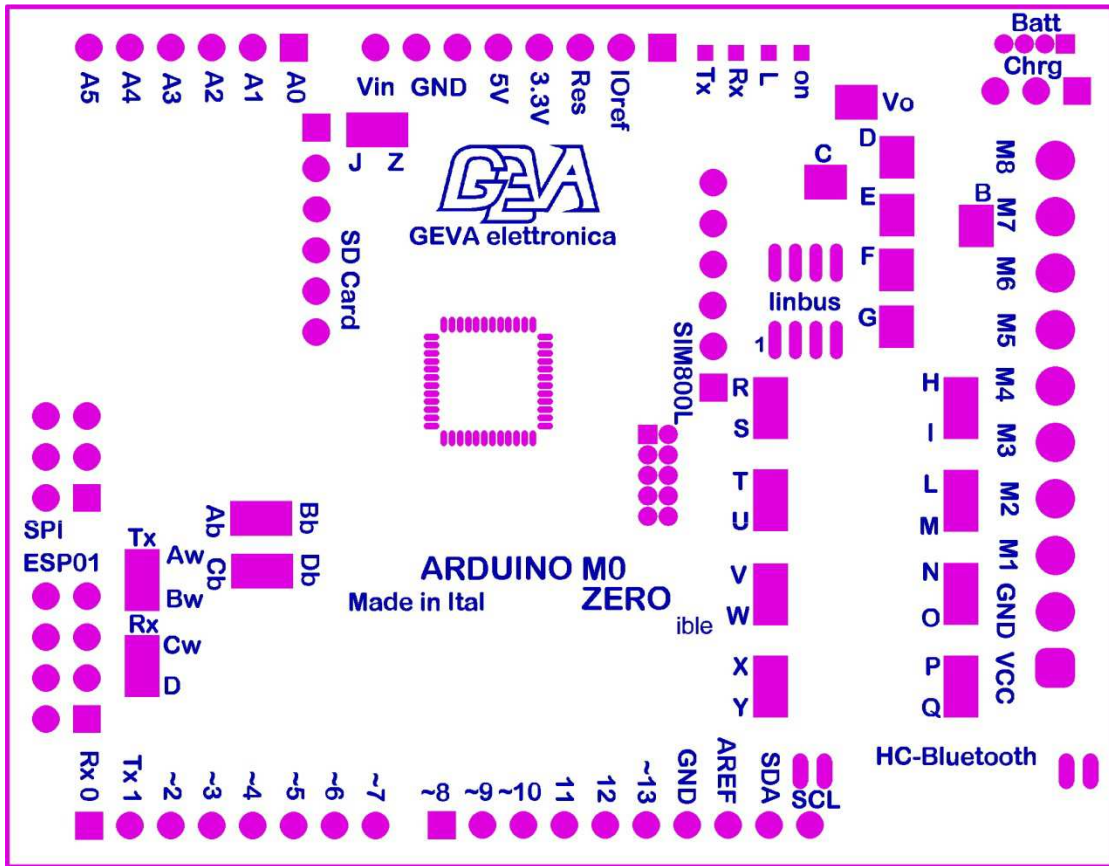 Batt
A5 A4 A3 A2 A1 A0
Vin GND 5V 3.3V Res IOref
Tx Rx L on
Chrg
Vo
J Z
GEVA
GEVA elettronica
SD Card
C
D
E
F
G
B
M8
M7
M6
M5
M4
M3
M2
M1
GND
VCC
linbus
1
SIM800L
R
S
H
I
T
U
L
M
V
W
N
O
X
Y
P
Q
SPI
ESP01
Tx
Aw
Bw
Rx
Cw
D
Ab Bb
Cb Db
ARDUINO M0
ZERO
Made in Ital
ible
HC-Bluetooth
Rx 0 Tx 1 ~2 ~3 ~4 ~5 ~6 ~7 ~8 ~9 ~10 11 12 ~13 GND AREF SDA SCL